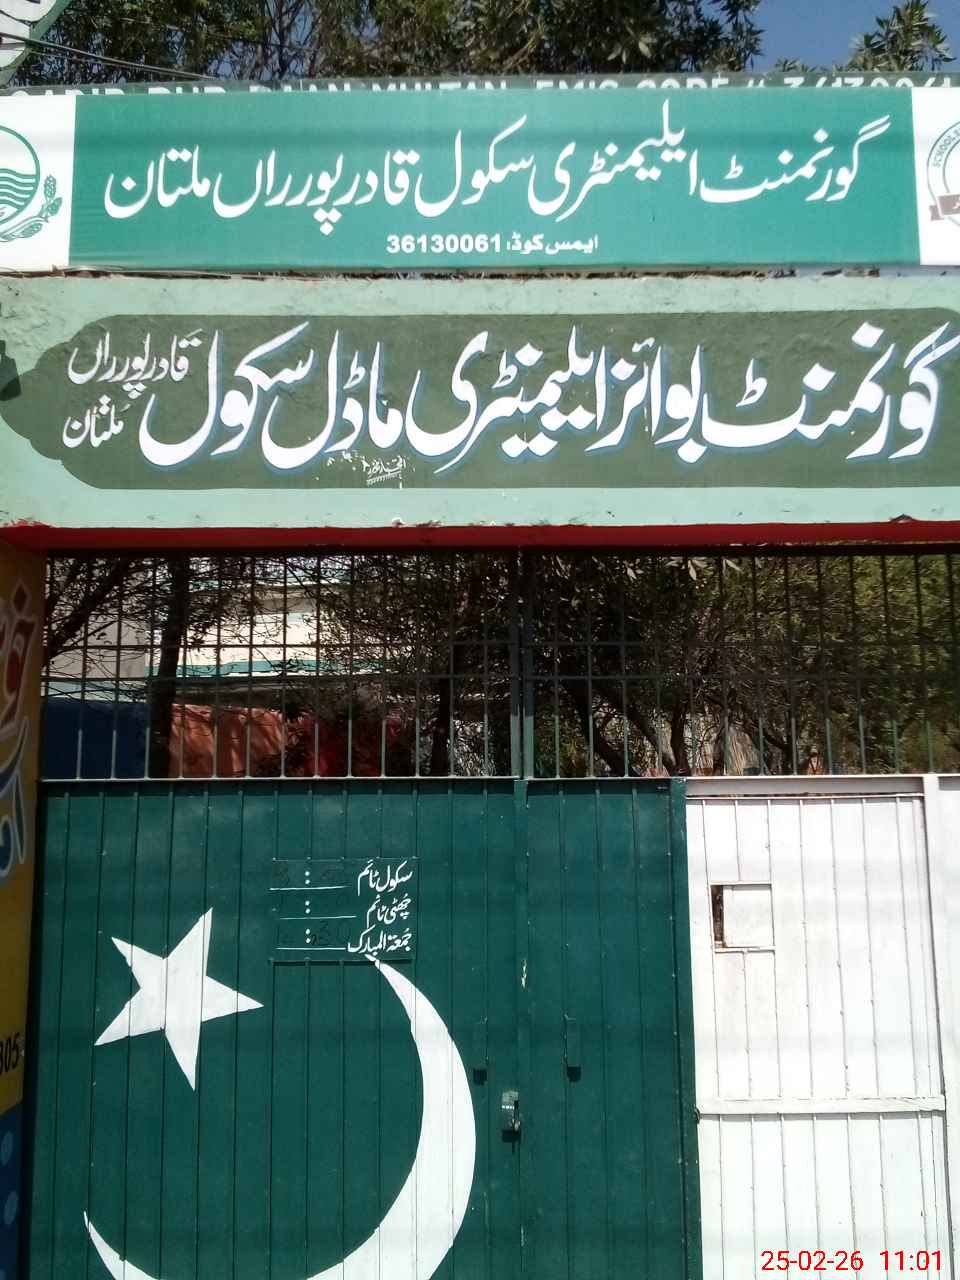 گورنمنٹ ایلیمنٹری سکول قادرپورراں ملتان
ایمس کوڈ: 36130061
گورنمنٹ بوائز ایلیمنٹری ماڈل سکول قادرپورراں ملتان
سکول ٹائم
چھٹی ٹائم
جمعۃ المبارک
305
25-02-26 11:01